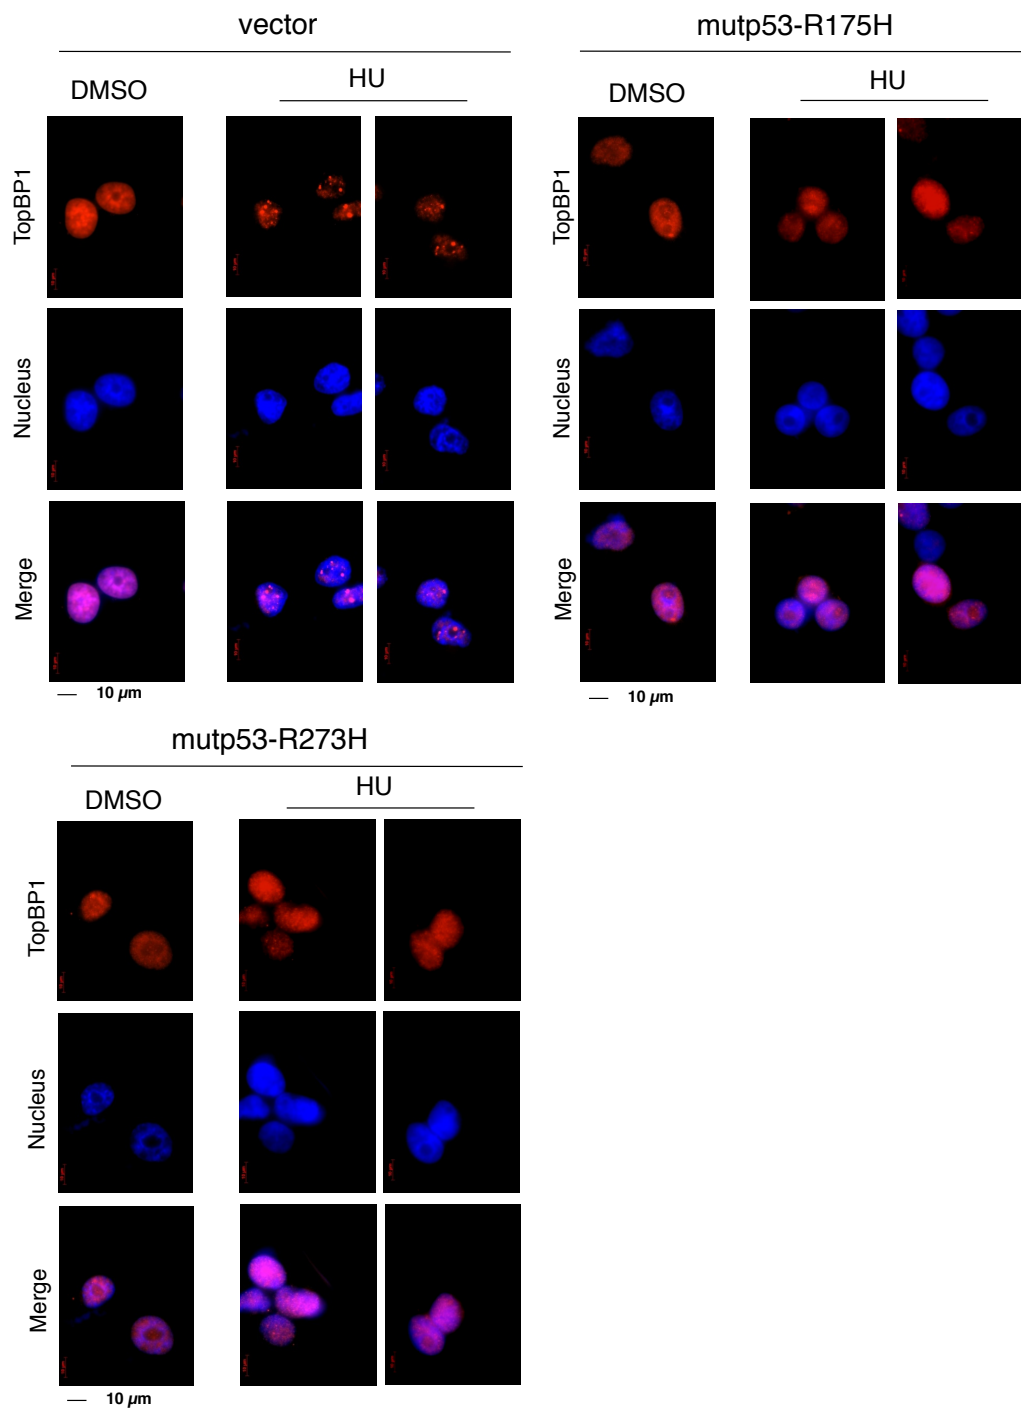 vector
DMSO
HU
TopBP1
Nucleus
Merge
10 µm
mutp53-R175H
DMSO
HU
TopBP1
Nucleus
Merge
10 µm
mutp53-R273H
DMSO
HU
TopBP1
Nucleus
Merge
10 µm